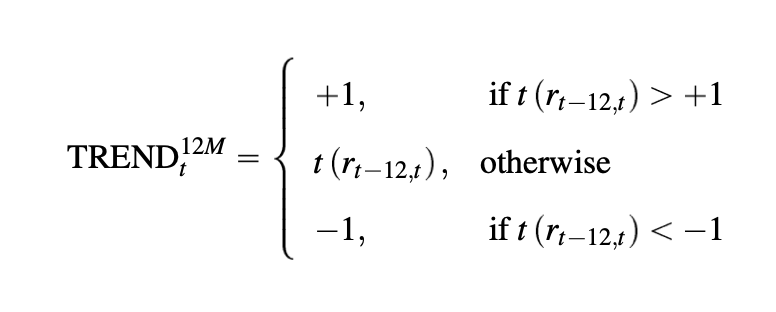 +1, if t (r_{t−12,t}) > +1
TREND_t^{12M} = { t (r_{t−12,t}), otherwise
−1, if t (r_{t−12,t}) < −1